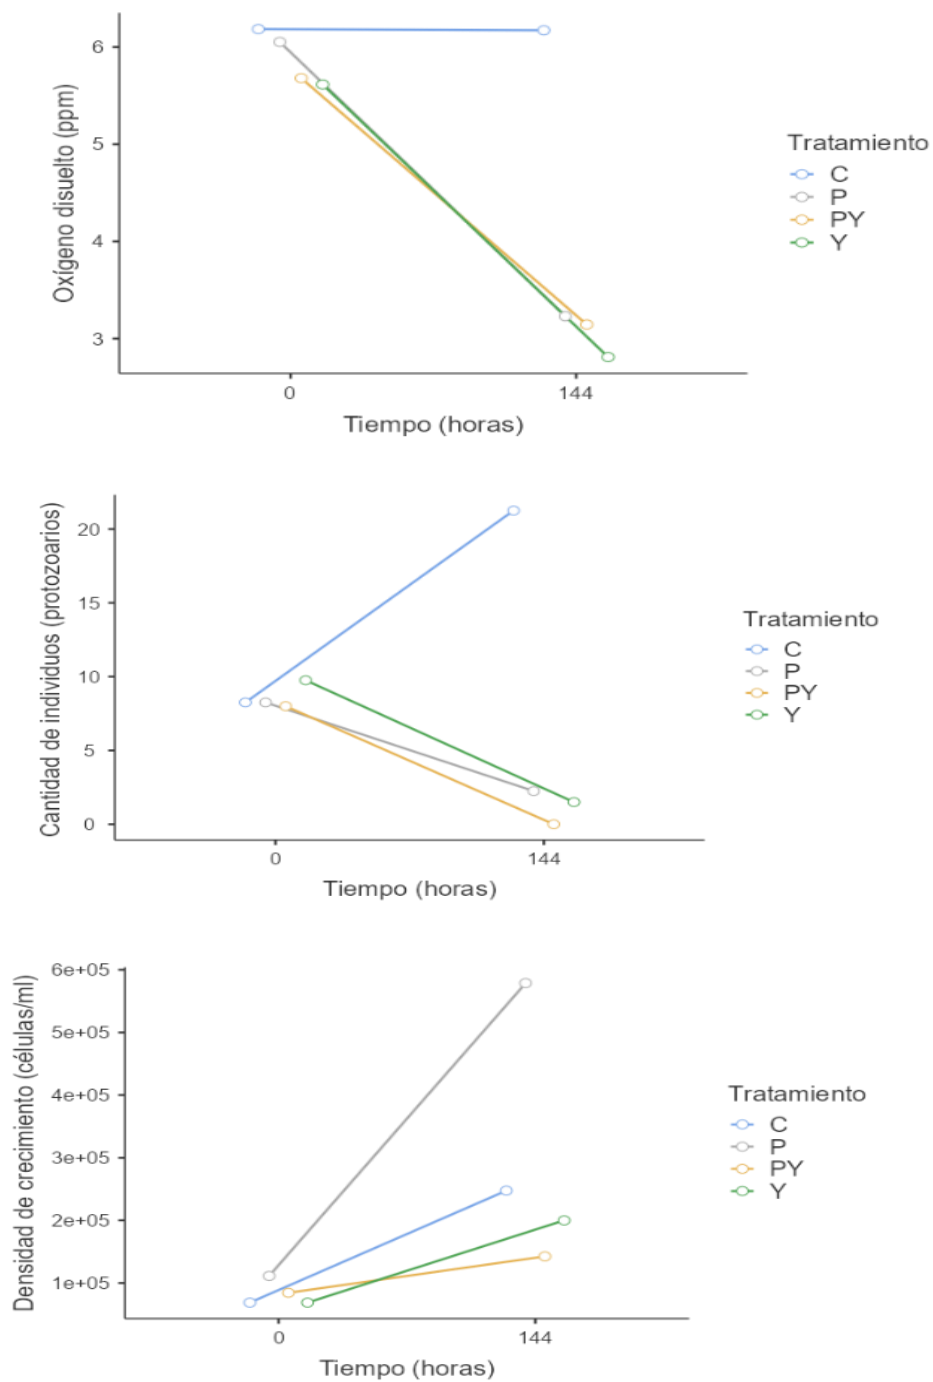 Oxígeno disuelto (ppm)
6
5
4
3
0
144
Tiempo (horas)
Tratamiento
C
P
PY
Y
Cantidad de individuos (protozoarios)
20
15
10
5
0
0
144
Tiempo (horas)
Tratamiento
C
P
PY
Y
Densidad de crecimiento (células/ml)
6e+05
5e+05
4e+05
3e+05
2e+05
1e+05
0
144
Tiempo (horas)
Tratamiento
C
P
PY
Y